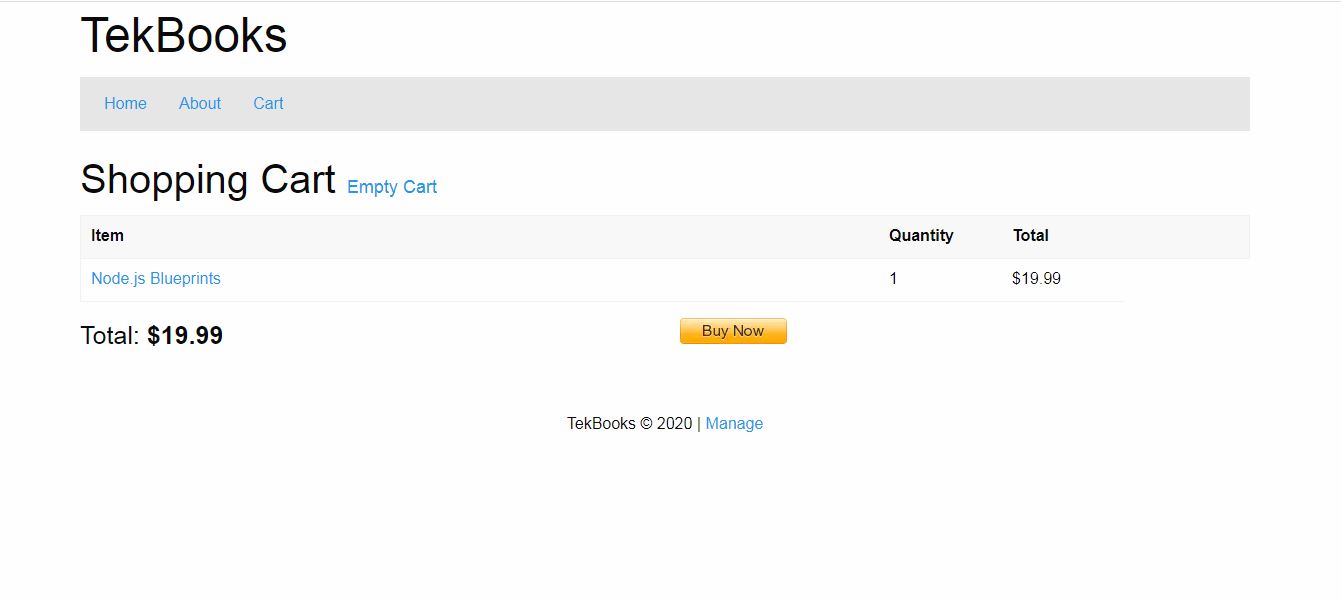 TekBooks
Home About Cart
Shopping Cart Empty Cart
Item Quantity Total
Node.js Blueprints 1 $19.99
Total: $19.99 Buy Now
TekBooks © 2020 | Manage